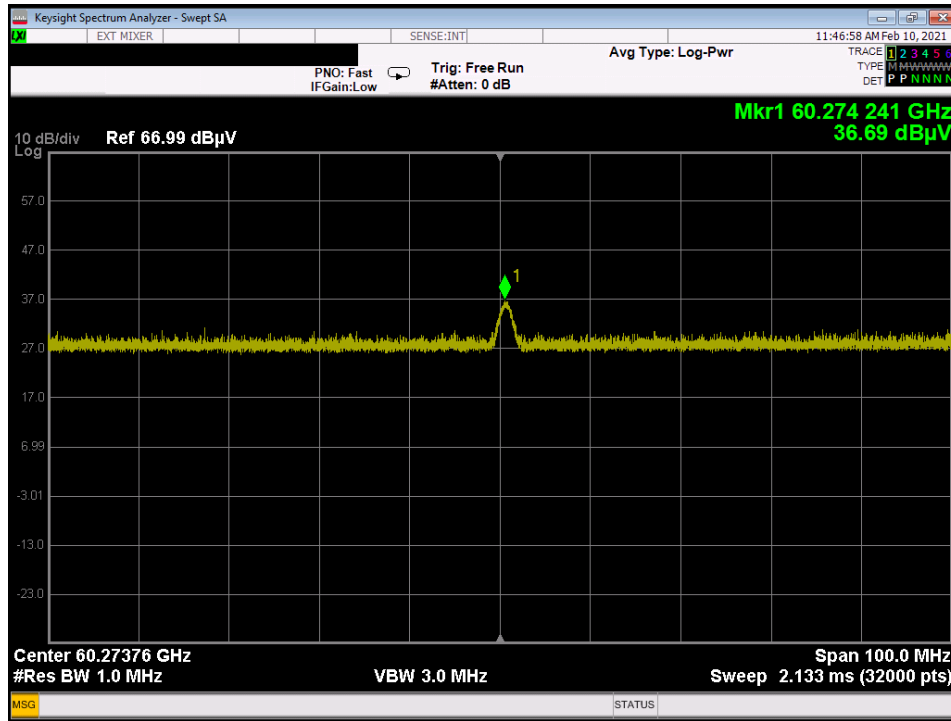 Keysight Spectrum Analyzer - Swept SA
LXI EXT MIXER SENSE:INT 11:46:58 AM Feb 10, 2021
PNO: Fast Trig: Free Run Avg Type: Log-Pwr TRACE 1 2 3 4 5 6
IFGain:Low #Atten: 0 dB TYPE M M W W W W
DET P P N N N N
Mkr1 60.274 241 GHz
36.69 dBµV
10 dB/div Ref 66.99 dBµV
Log
1
57.0
47.0
37.0
27.0
17.0
6.99
-3.01
-13.0
-23.0
Center 60.27376 GHz Span 100.0 MHz
#Res BW 1.0 MHz VBW 3.0 MHz Sweep 2.133 ms (32000 pts)
MSG STATUS